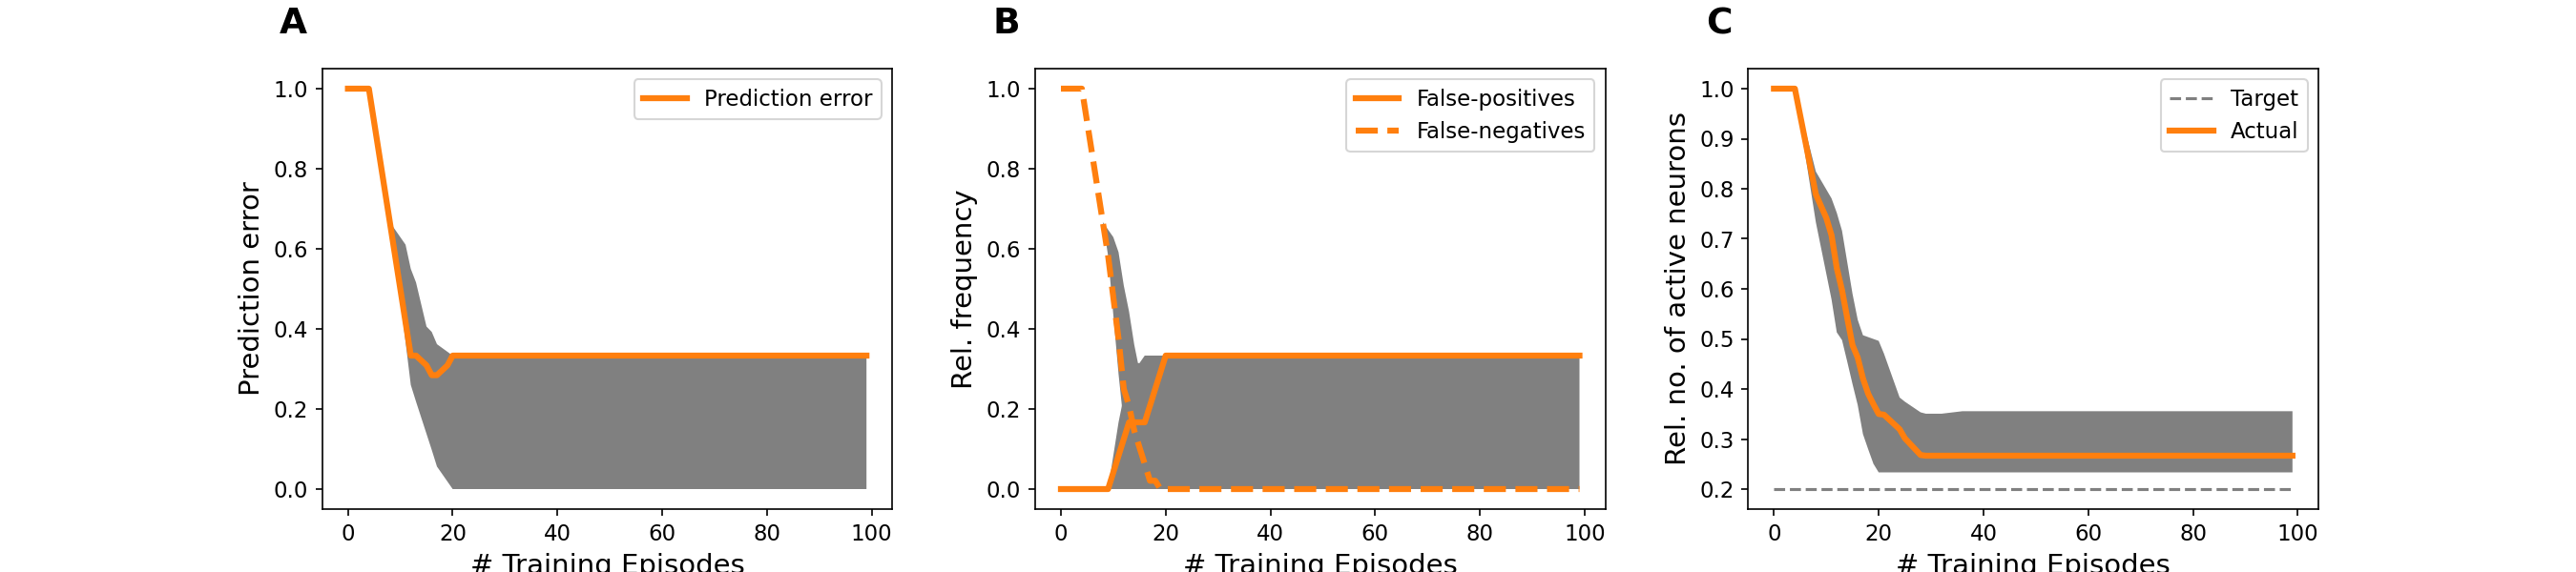 A
Prediction error
1.0
0.8
0.6
0.4
0.2
0.0
Prediction error
0
20
40
60
80
100
# Training Episodes
B
Rel. frequency
1.0
0.8
0.6
0.4
0.2
0.0
False-positives
False-negatives
0
20
40
60
80
100
# Training Episodes
C
Rel. no. of active neurons
1.0
0.9
0.8
0.7
0.6
0.5
0.4
0.3
0.2
Target
Actual
0
20
40
60
80
100
# Training Episodes